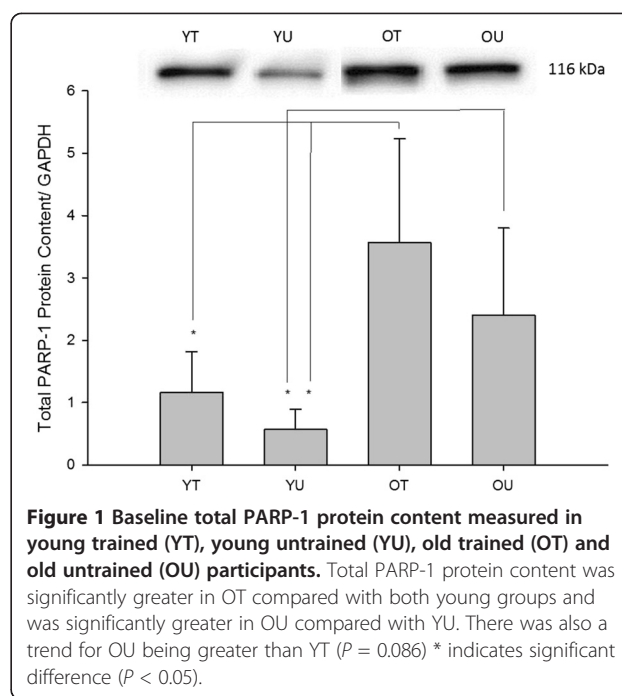 YT YU OT OU
116 kDa
6
5
4
3
2
1
0
Total PARP-1 Protein Content/ GAPDH
*
* *
YT YU OT OU
Figure 1 Baseline total PARP-1 protein content measured in
young trained (YT), young untrained (YU), old trained (OT) and
old untrained (OU) participants. Total PARP-1 protein content was
significantly greater in OT compared with both young groups and
was significantly greater in OU compared with YU. There was also a
trend for OU being greater than YT (P = 0.086) * indicates significant
difference (P < 0.05).